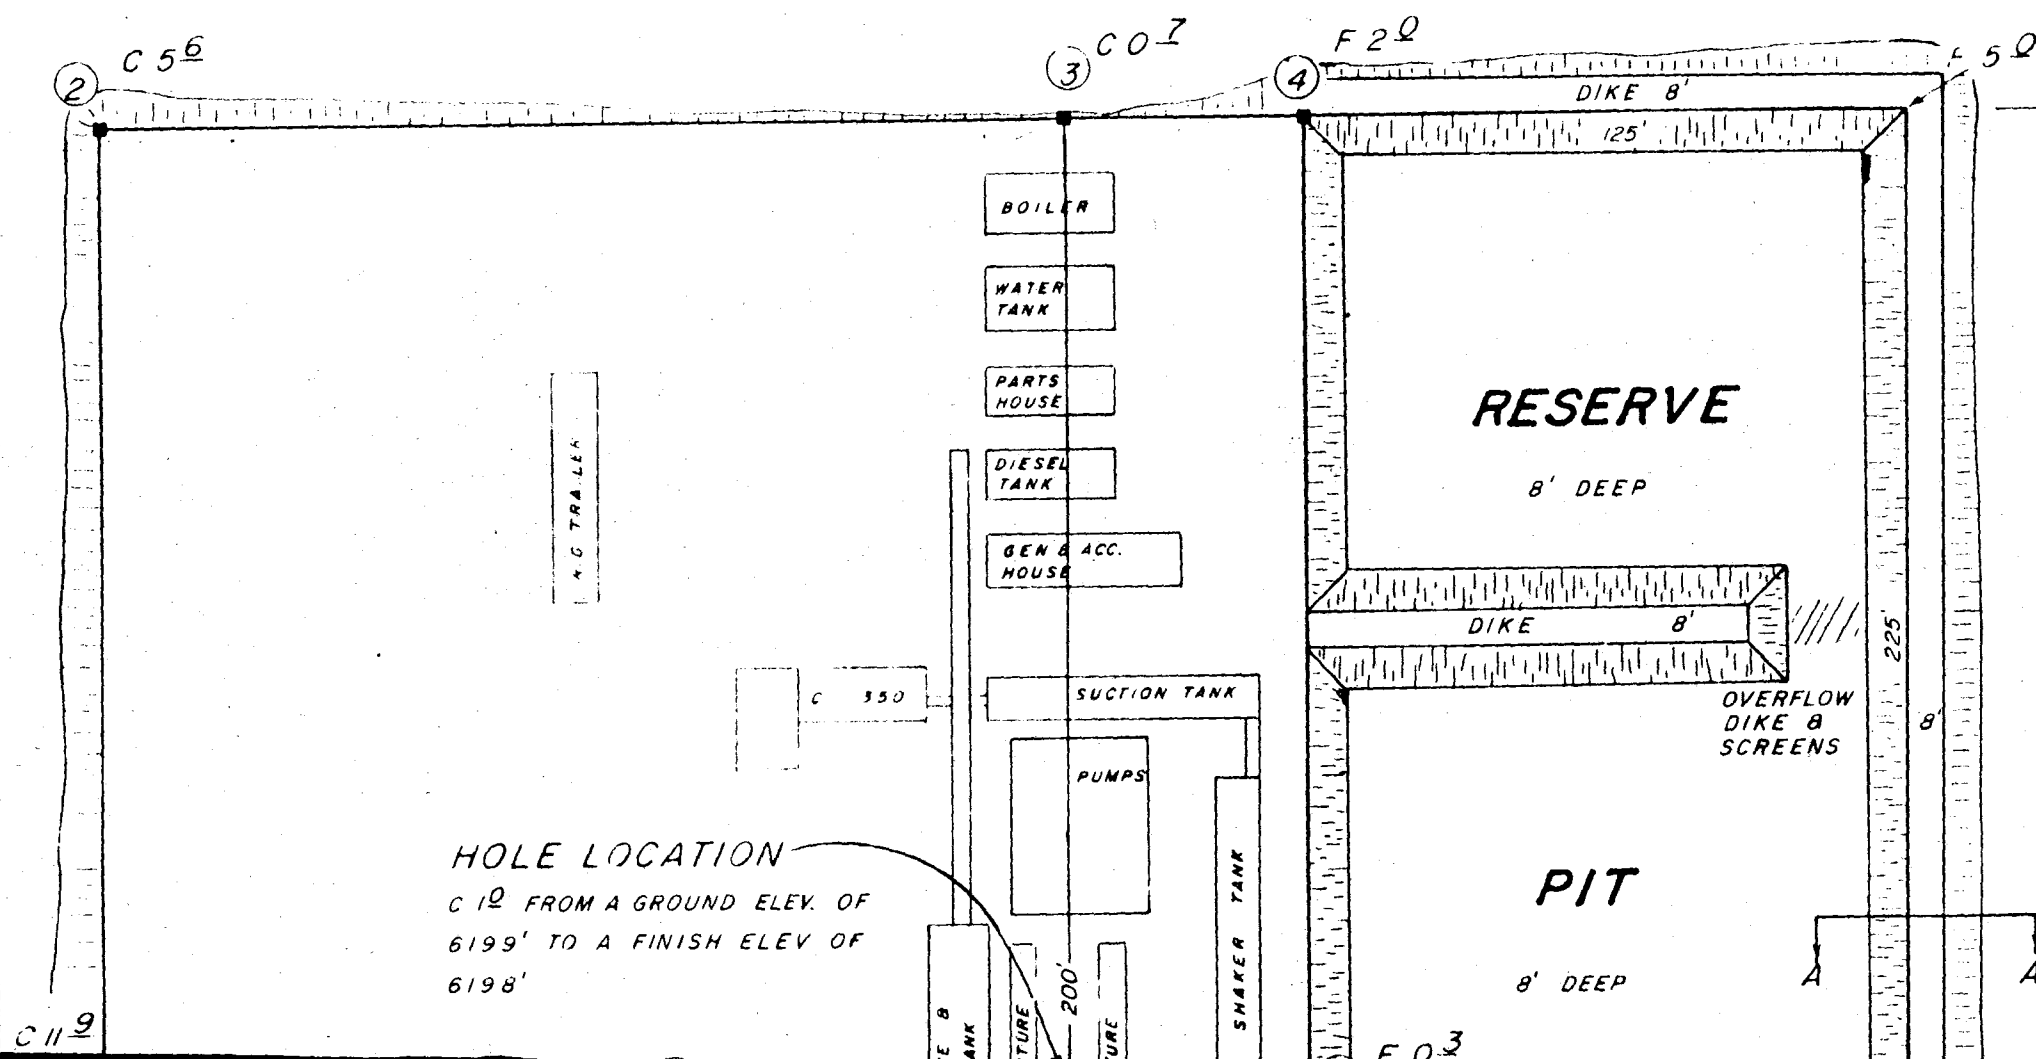 C 5 6
2
3
C 0 7
4
F 2 0
5 0
DIKE 8'
125'
BOILER
WATER
TANK
PARTS
HOUSE
DIESEL
TANK
GEN & ACC.
HOUSE
TRAILER
RESERVE
8' DEEP
DIKE 8'
225'
8'
OVERFLOW
DIKE &
SCREENS
C 350
SUCTION TANK
PUMPS
SHAKER TANK
HOLE LOCATION
C 1 0 FROM A GROUND ELEV. OF
6199' TO A FINISH ELEV OF
6198'
200'
PIT
8' DEEP
A
A
C 11 9